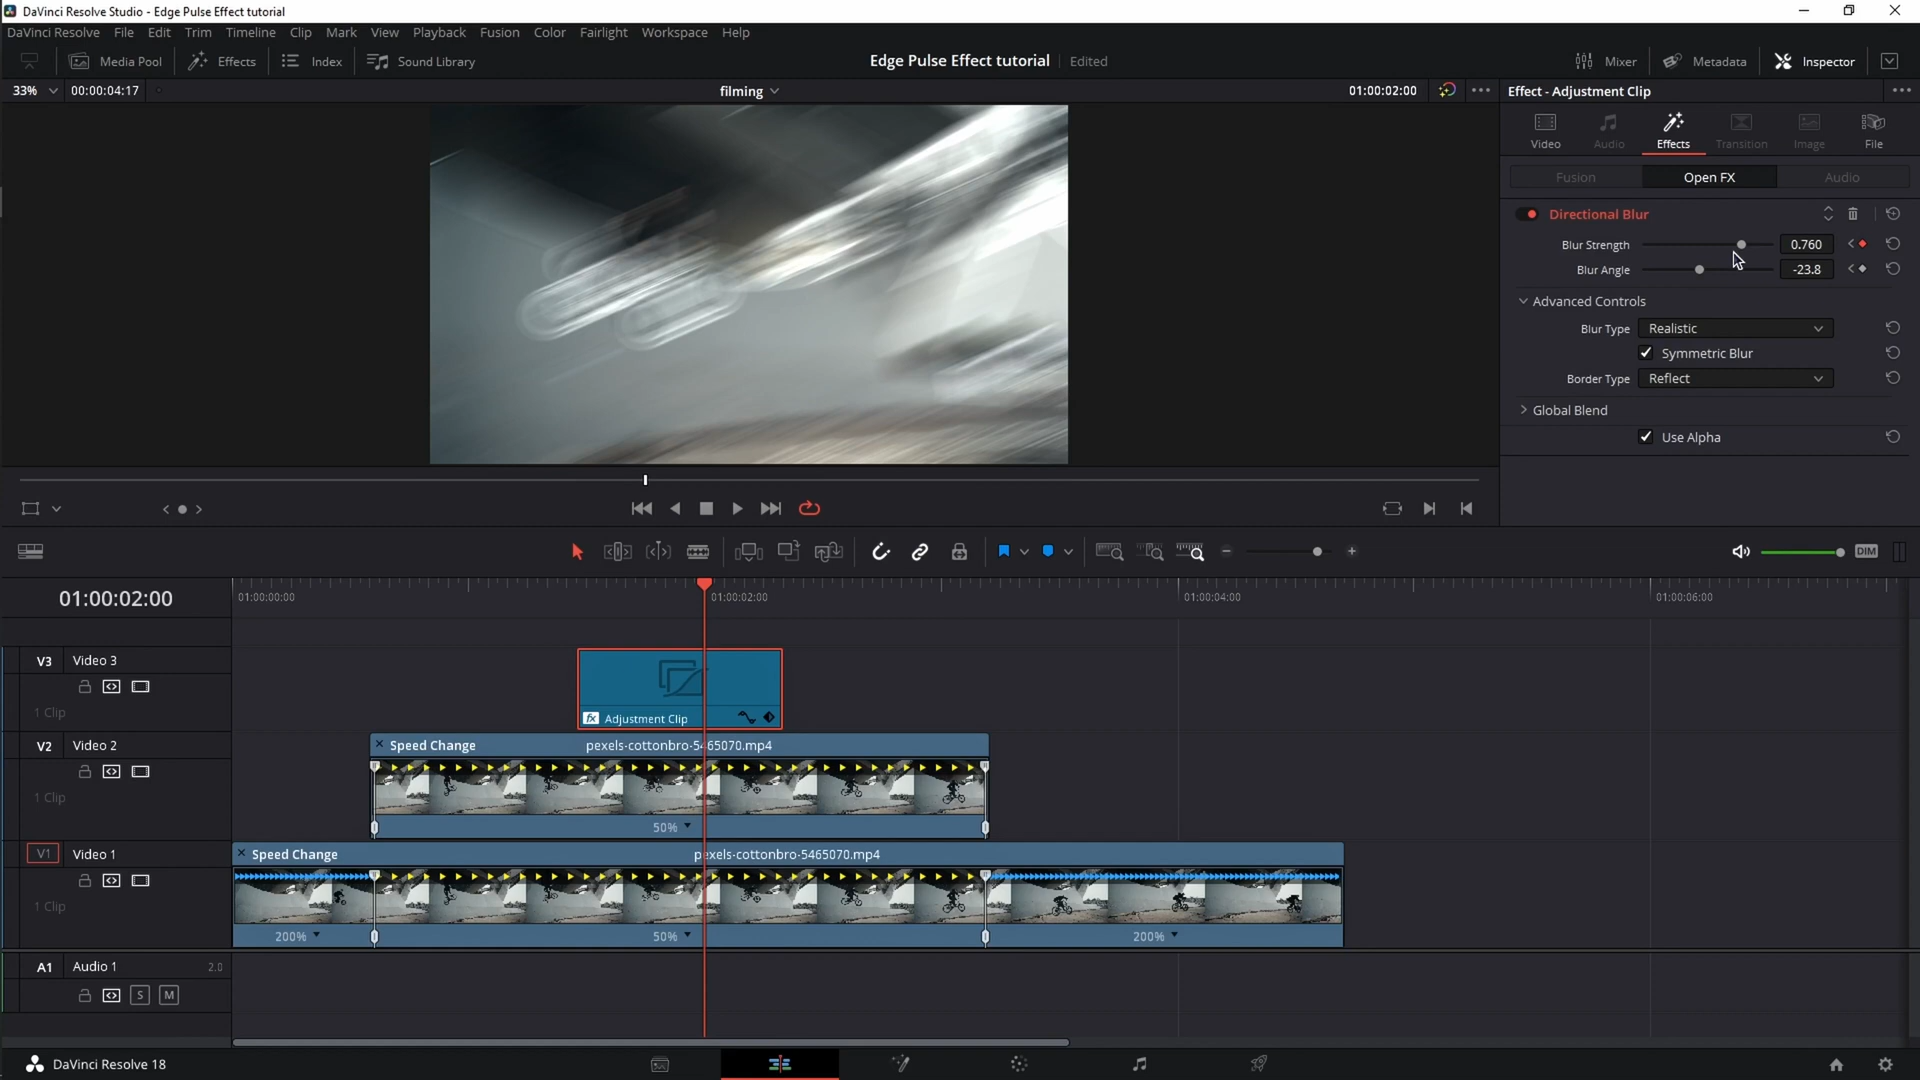 DaVinci Resolve Studio - Edge Pulse Effect tutorial
DaVinci Resolve File Edit Trim Timeline Clip Mark View Playback Fusion Color Fairlight Workspace Help
Media Pool Effects Index Sound Library Edge Pulse Effect tutorial Edited Mixer Metadata Inspector
33% 00:00:04:17 filming 01:00:02:00 Effect - Adjustment Clip
Video Audio Effects Transition Image File
Fusion Open FX Audio
Directional Blur
Blur Strength 0.760
Blur Angle -23.8
Advanced Controls
Blur Type Realistic
Symmetric Blur
Border Type Reflect
Global Blend
Use Alpha
DIM
01:00:02:00 01:00:00:00 01:00:02:00 01:00:04:00 01:00:06:00
V3 Video 3
1 Clip
fx Adjustment Clip
V2 Video 2
Speed Change pexels-cottonbro-5465070.mp4
1 Clip
50%
V1 Video 1
Speed Change pexels-cottonbro-5465070.mp4
1 Clip
200% 50% 200%
A1 Audio 1 2.0
S M
DaVinci Resolve 18